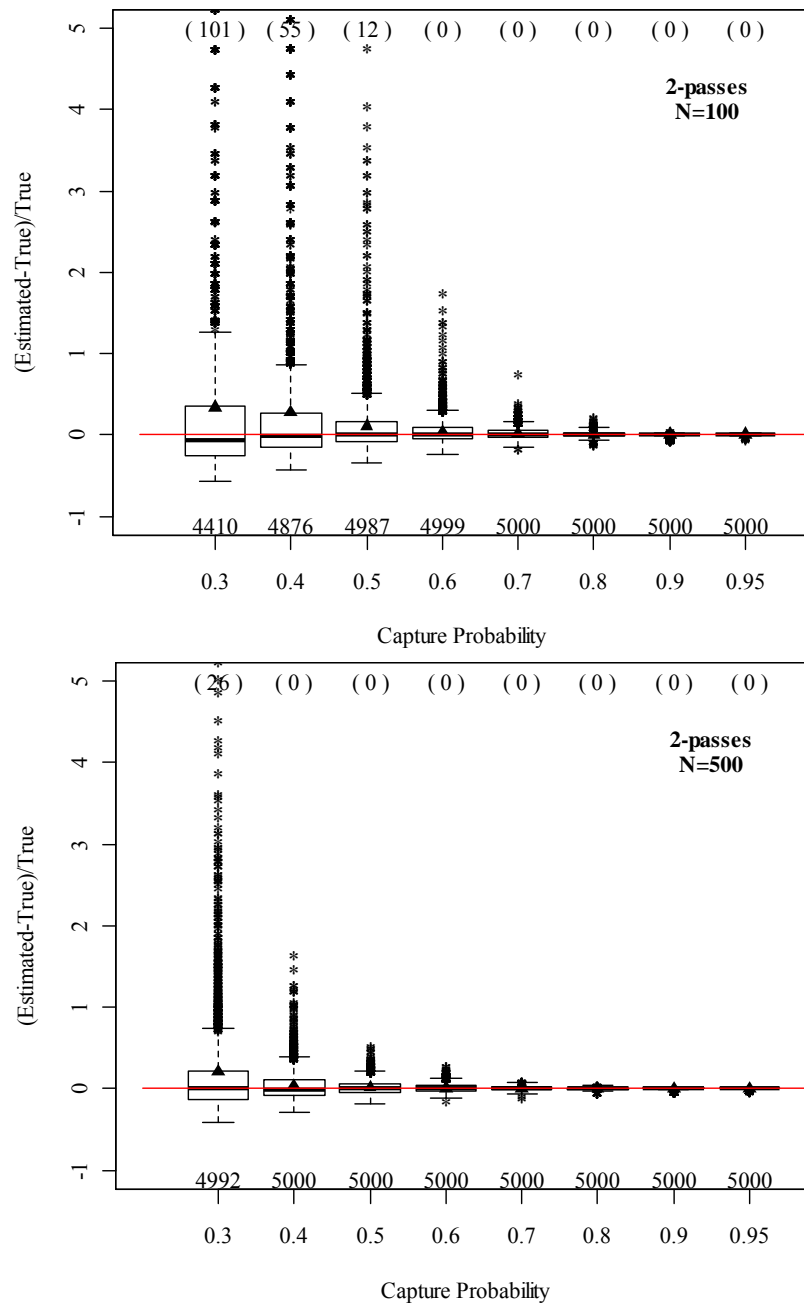 ( 101 ) ( 55 ) ( 12 ) ( 0 ) ( 0 ) ( 0 ) ( 0 ) ( 0 )
2-passes
N=100
5
4
3
2
1
0
-1
(Estimated-True)/True
4410 4876 4987 4999 5000 5000 5000 5000
0.3 0.4 0.5 0.6 0.7 0.8 0.9 0.95
Capture Probability
( 26 ) ( 0 ) ( 0 ) ( 0 ) ( 0 ) ( 0 ) ( 0 ) ( 0 )
2-passes
N=500
5
4
3
2
1
0
-1
(Estimated-True)/True
4992 5000 5000 5000 5000 5000 5000 5000
0.3 0.4 0.5 0.6 0.7 0.8 0.9 0.95
Capture Probability